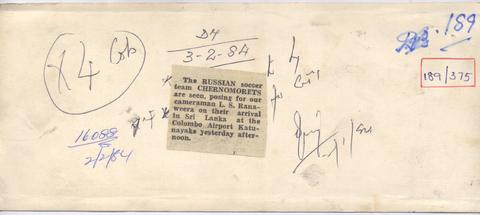 D4
3-2-84
189
189/375
X4
The RUSSIAN soccer
team CHERNOMORETS
are seen, posing for our
cameraman L. S. Rana-
weera on their arrival
in Sri Lanka at the
Colombo Airport Katu-
nayake yesterday after-
noon.
16088
2/2/84